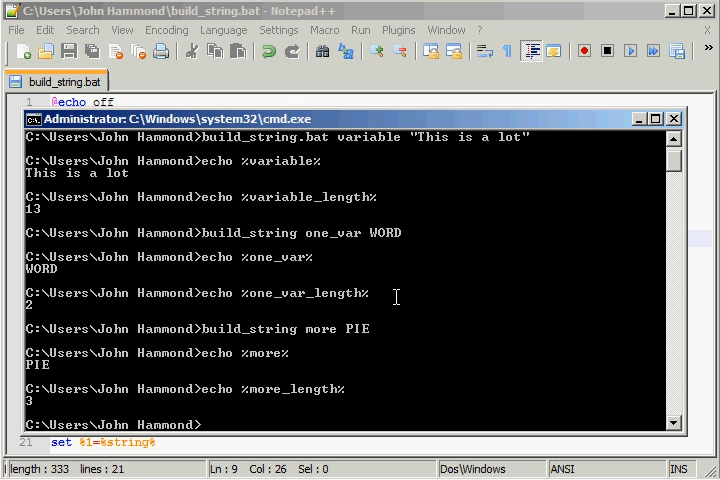 C:\Users\John Hammond\build_string.bat - Notepad++
File Edit Search View Encoding Language Settings Macro Run Plugins Window ? X
build_string.bat
1 @echo off
Administrator: C:\Windows\system32\cmd.exe
C:\Users\John Hammond>build_string.bat variable "This is a lot"
C:\Users\John Hammond>echo %variable%
This is a lot
C:\Users\John Hammond>echo %variable_length%
13
C:\Users\John Hammond>build_string one_var WORD
C:\Users\John Hammond>echo %one_var%
WORD
C:\Users\John Hammond>echo %one_var_length%
2
C:\Users\John Hammond>build_string more PIE
C:\Users\John Hammond>echo %more%
PIE
C:\Users\John Hammond>echo %more_length%
3
C:\Users\John Hammond>
21 set %1=%string%
length : 333 lines : 21 Ln : 9 Col : 26 Sel : 0 Dos\Windows ANSI INS